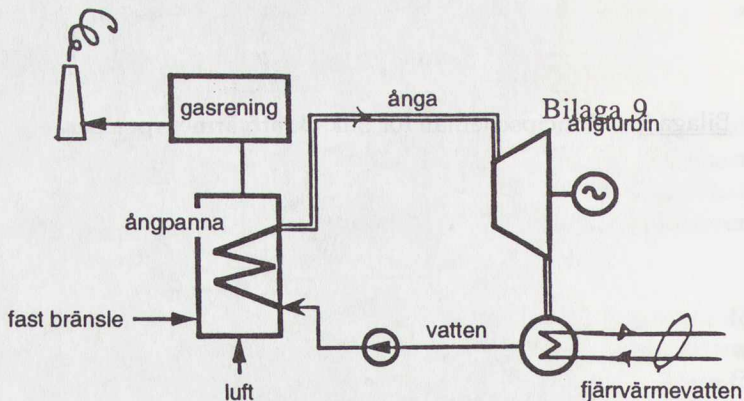 gasrening
ånga
Bilaga 9
ångturbin
ångpanna
fast bränsle
vatten
luft
fjärrvärmevatten